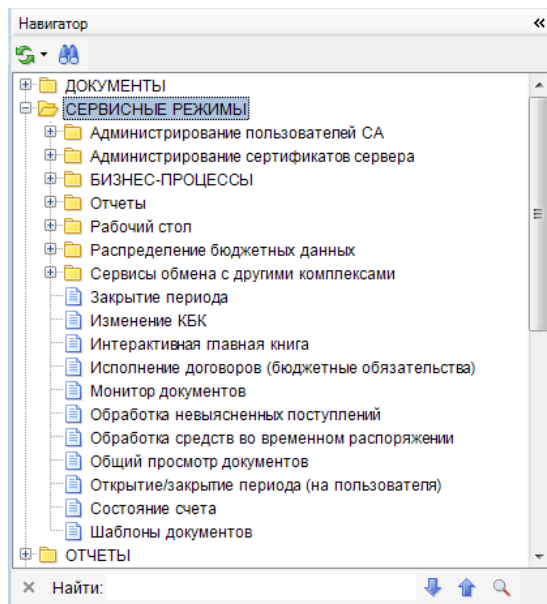 Навигатор
ДОКУМЕНТЫ
СЕРВИСНЫЕ РЕЖИМЫ
Администрирование пользователей СА
Администрирование сертификатов сервера
БИЗНЕС-ПРОЦЕССЫ
Отчеты
Рабочий стол
Распределение бюджетных данных
Сервисы обмена с другими комплексами
Закрытие периода
Изменение КБК
Интерактивная главная книга
Исполнение договоров (бюджетные обязательства)
Монитор документов
Обработка невыясненных поступлений
Обработка средств во временном распоряжении
Общий просмотр документов
Открытие/закрытие периода (на пользователя)
Состояние счета
Шаблоны документов
ОТЧЕТЫ
Найти: